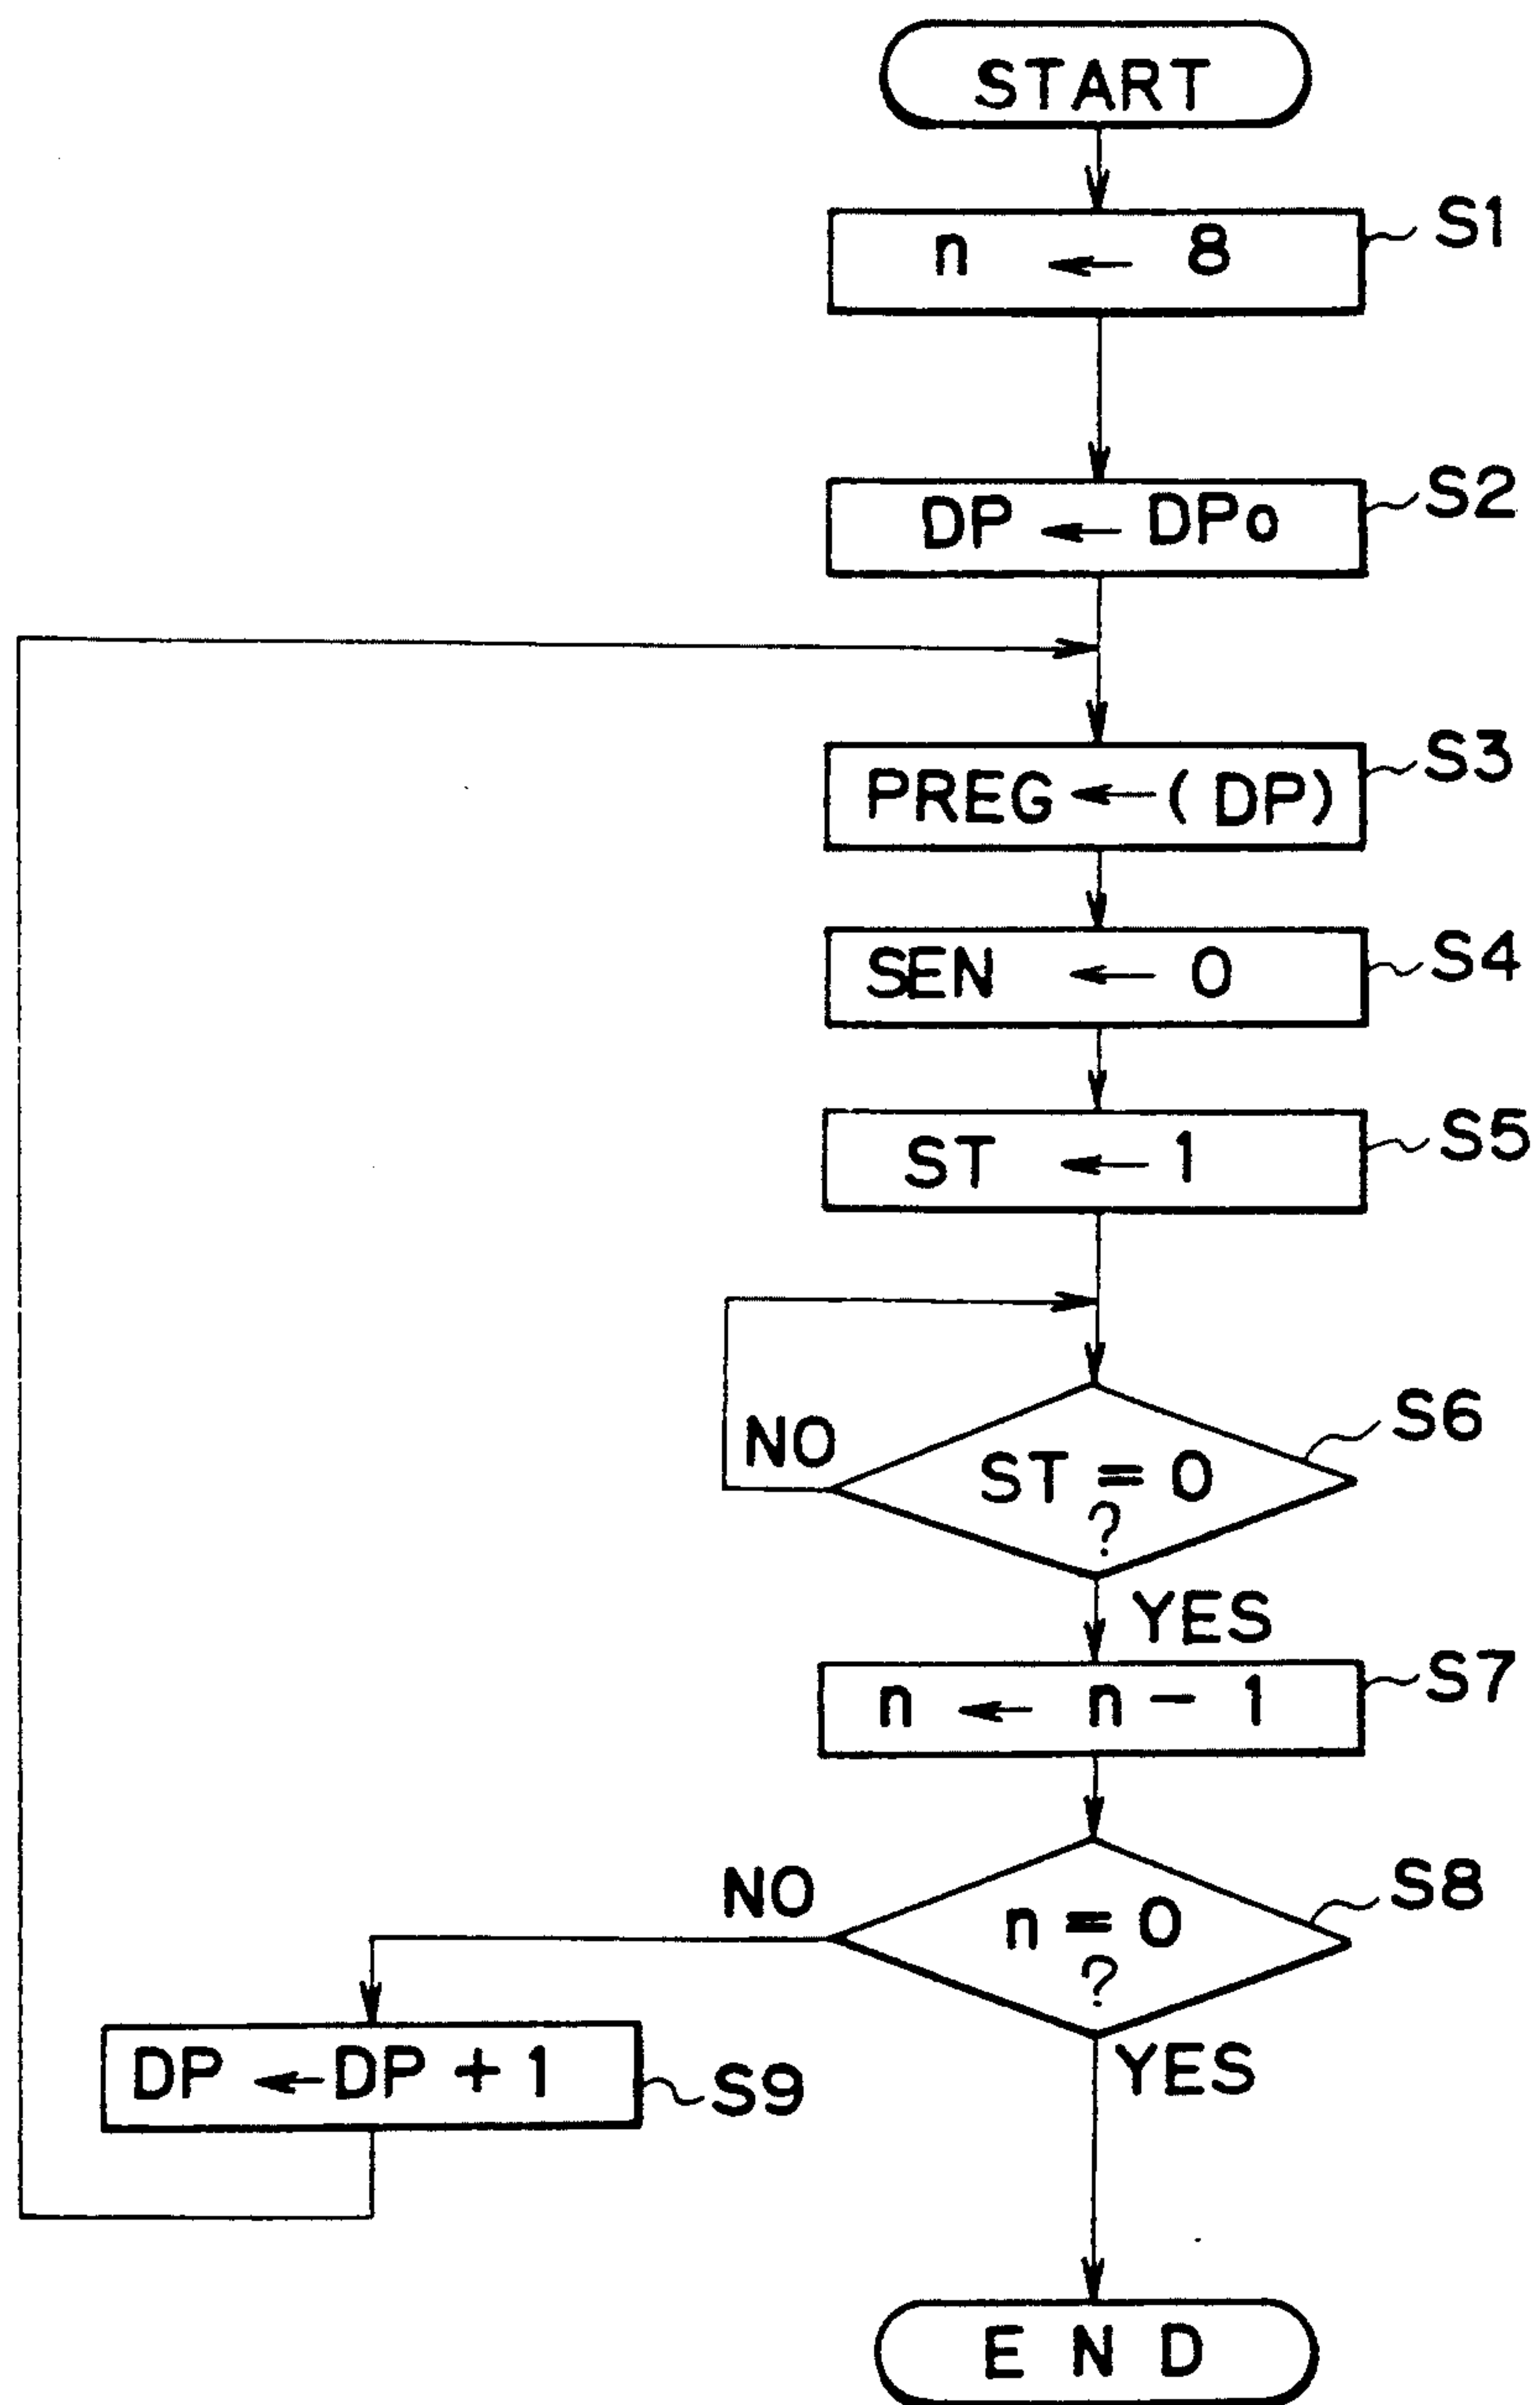 START
n ← 8 S1
DP ← DPo S2
PREG ← (DP) S3
SEN ← 0 S4
ST ← 1 S5
ST = 0 S6
?
NO
YES
n ← n - 1 S7
n = 0 S8
?
NO
YES
DP ← DP + 1 S9
END